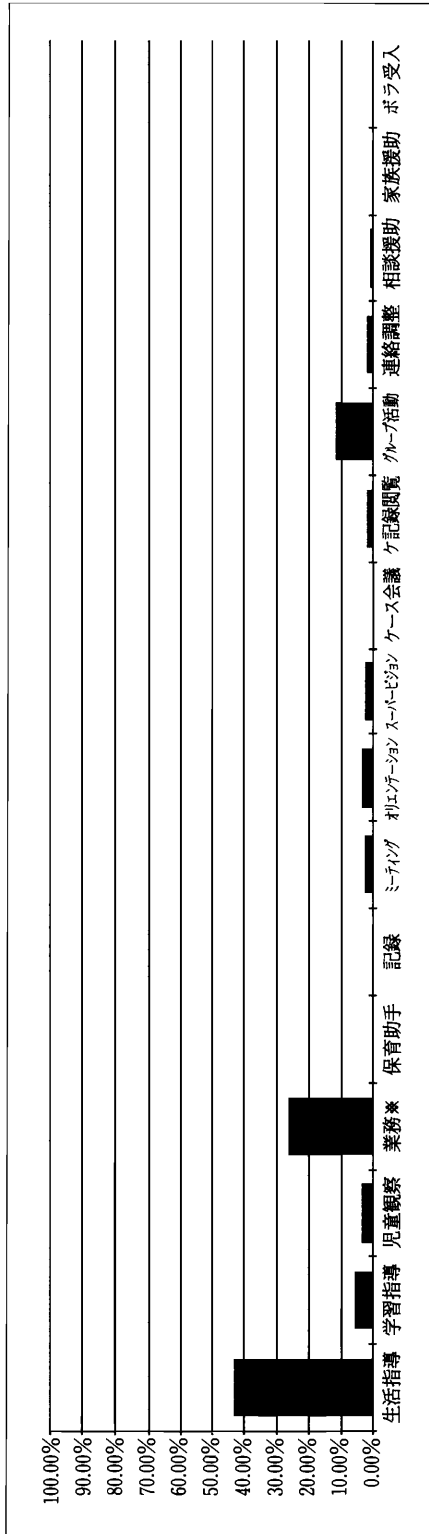 100.00%
90.00%
80.00%
70.00%
60.00%
50.00%
40.00%
30.00%
20.00%
10.00%
0.00%
生活指導
学習指導
児童観察
業務※
保育助手
記録
ミーティング
オリエンテーション
スーパービジョン
ケース会議
ケ記録閲覧
グループ活動
連絡調整
相談援助
家族援助
ボラ受入